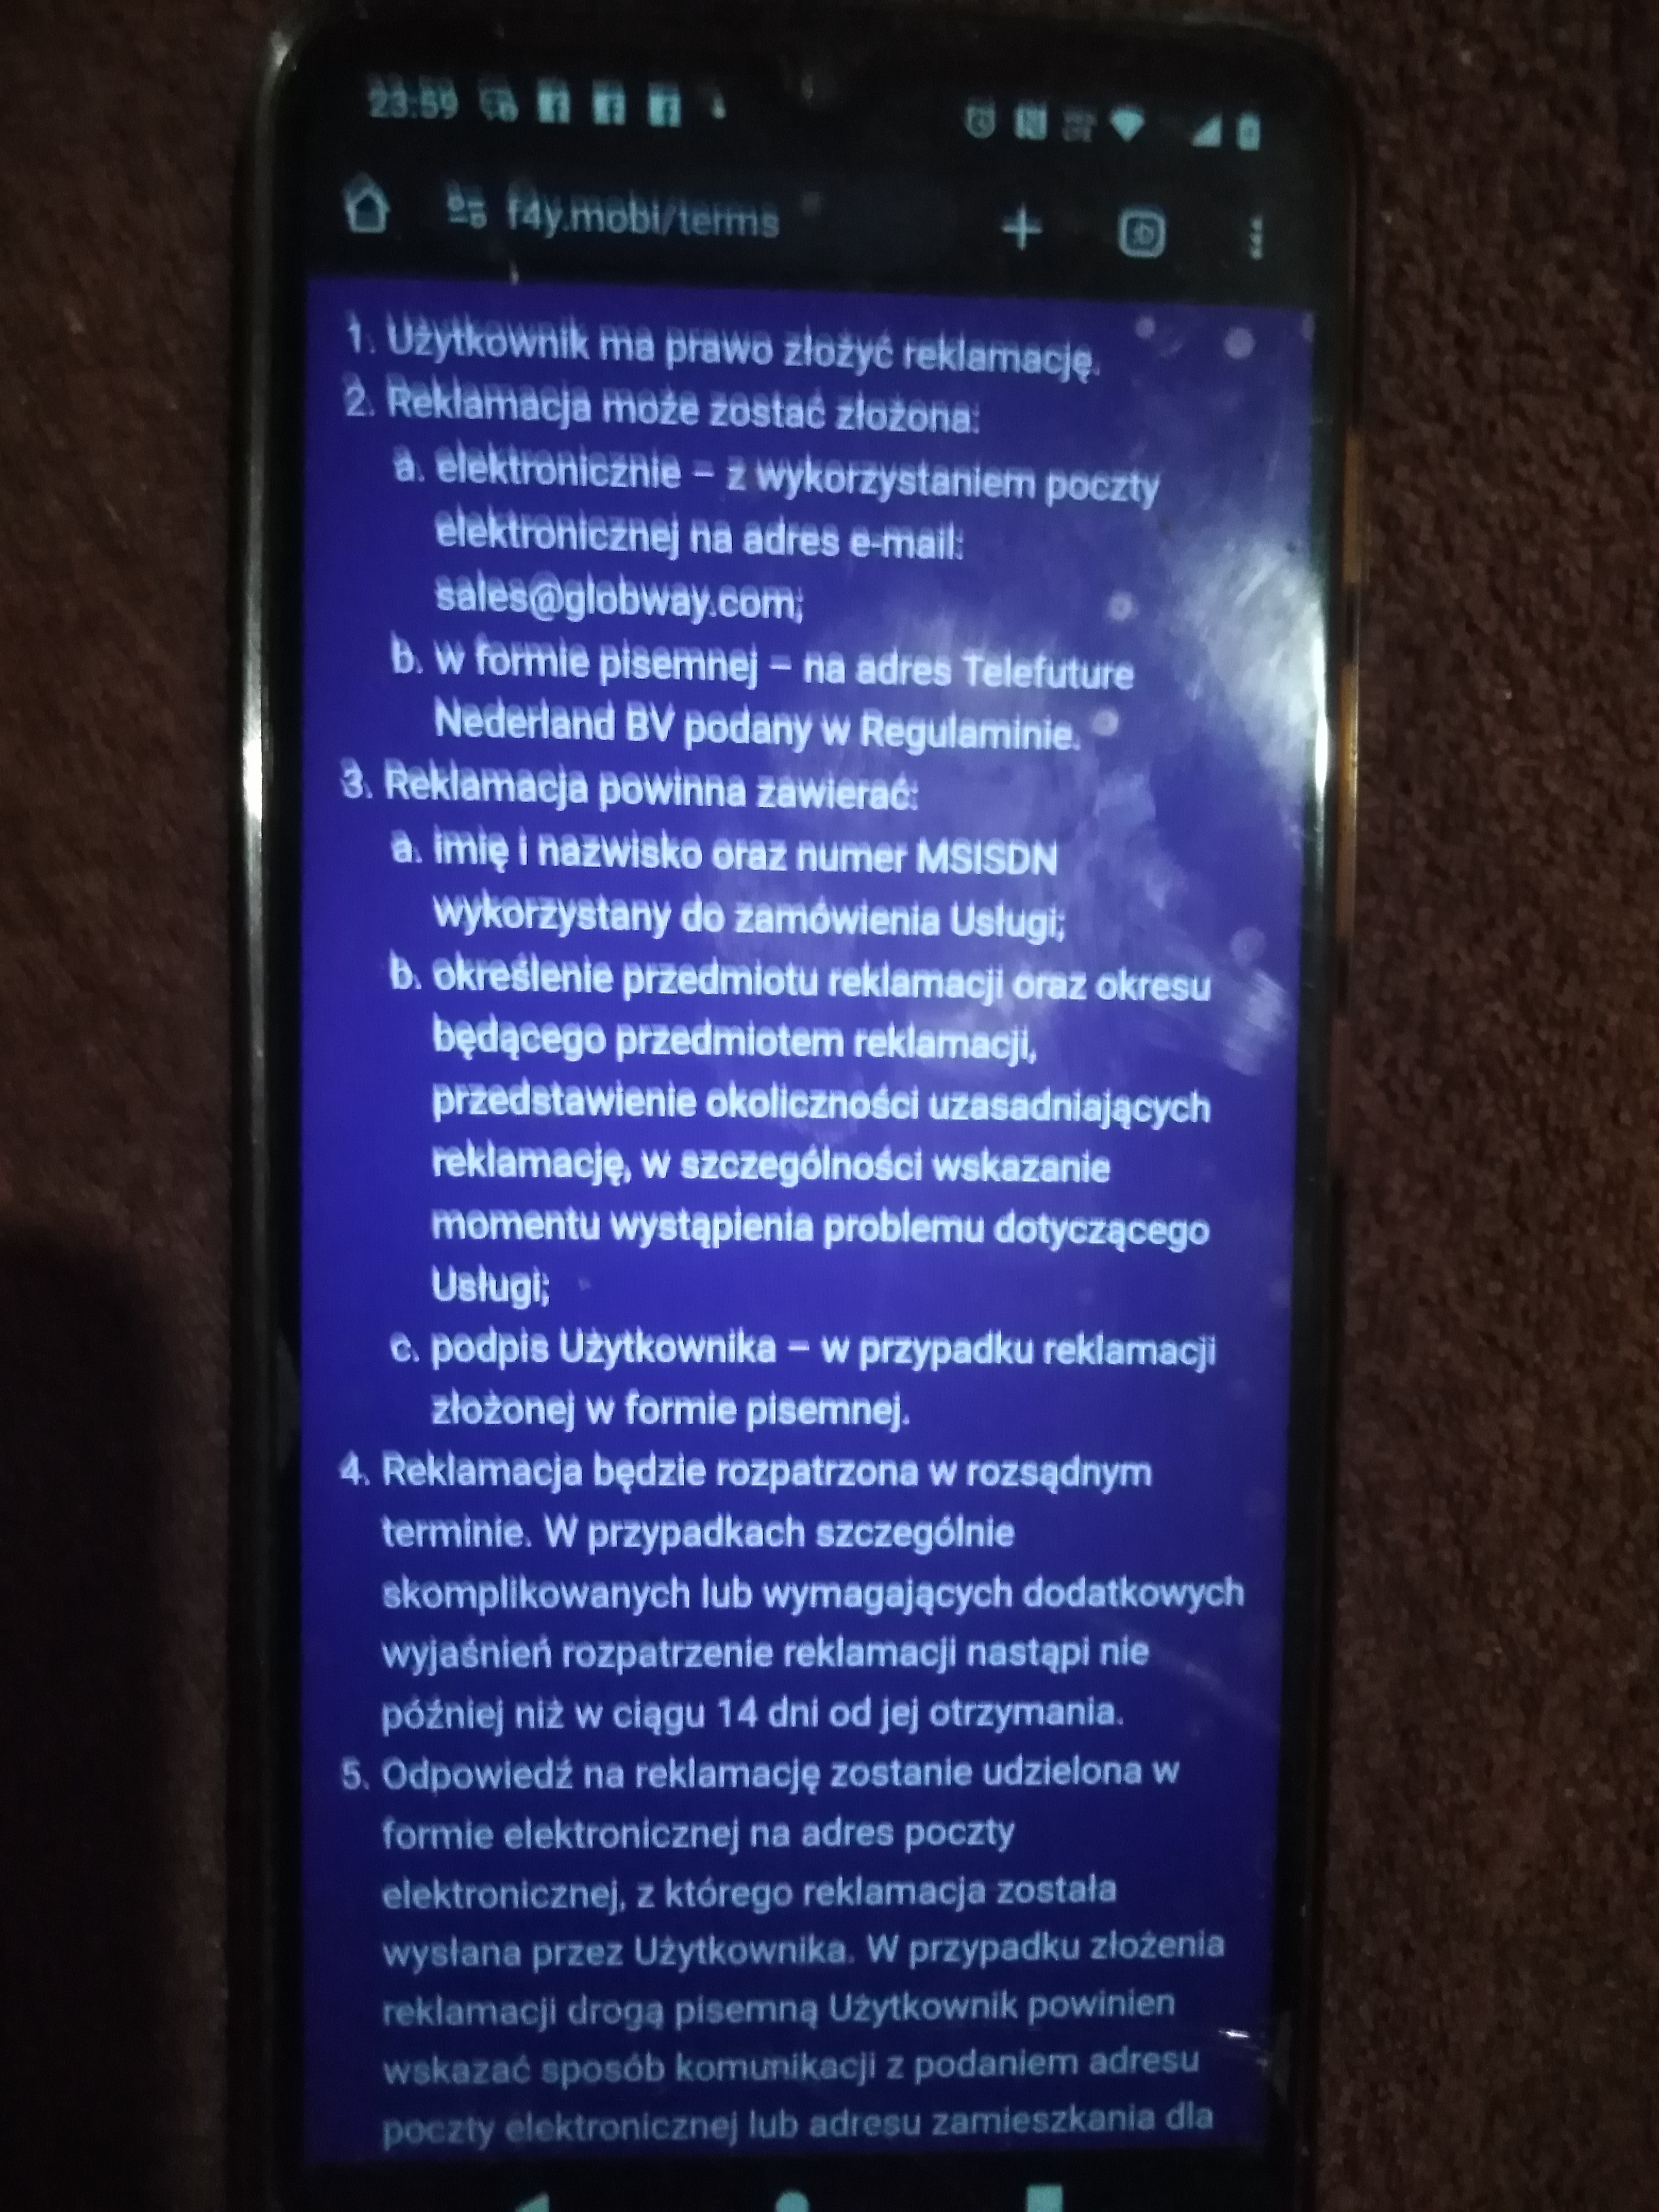 23:59
f4y.mobi/terms
1. Użytkownik ma prawo złożyć reklamację.
2. Reklamacja może zostać złożona:
a. elektronicznie – z wykorzystaniem poczty
elektronicznej na adres e-mail:
sales@globway.com;
b. w formie pisemnej – na adres Telefuture
Nederland BV podany w Regulaminie.
3. Reklamacja powinna zawierać:
a. imię i nazwisko oraz numer MSISDN
wykorzystany do zamówienia Usługi;
b. określenie przedmiotu reklamacji oraz okresu
będącego przedmiotem reklamacji,
przedstawienie okoliczności uzasadniających
reklamację, w szczególności wskazanie
momentu wystąpienia problemu dotyczącego
Usługi;
c. podpis Użytkownika – w przypadku reklamacji
złożonej w formie pisemnej.
4. Reklamacja będzie rozpatrzona w rozsądnym
terminie. W przypadkach szczególnie
skomplikowanych lub wymagających dodatkowych
wyjaśnień rozpatrzenie reklamacji nastąpi nie
później niż w ciągu 14 dni od jej otrzymania.
5. Odpowiedź na reklamację zostanie udzielona w
formie elektronicznej na adres poczty
elektronicznej, z którego reklamacja została
wysłana przez Użytkownika. W przypadku złożenia
reklamacji drogą pisemną Użytkownik powinien
wskazać sposób komunikacji z podaniem adresu
poczty elektronicznej lub adresu zamieszkania dla